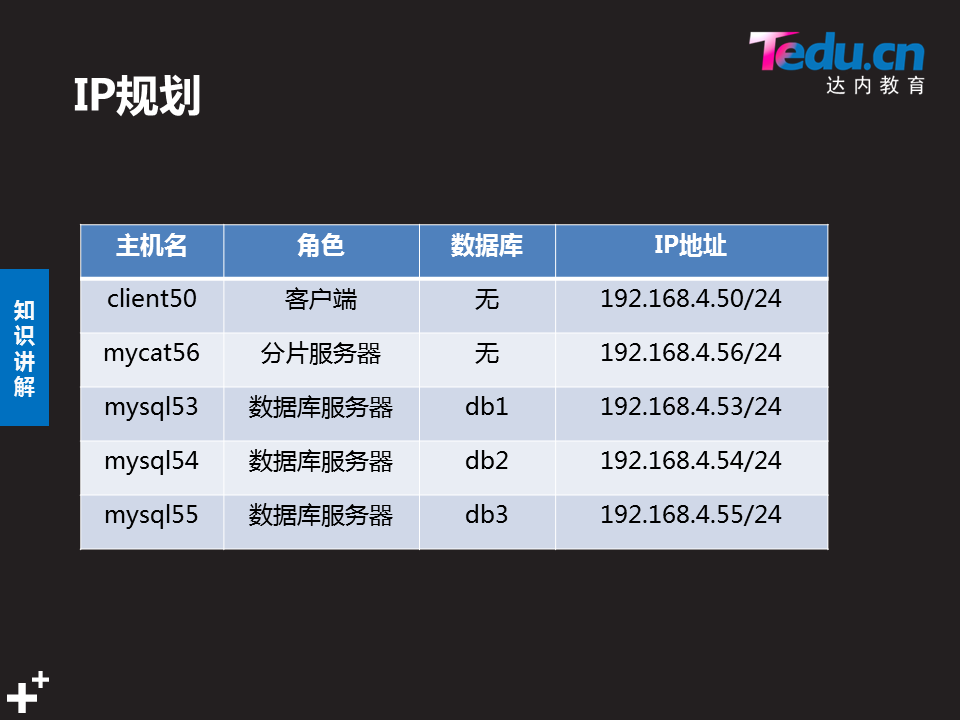 Tedu.cn
达内教育
IP规划
主机名 角色 数据库 IP地址
client50 客户端 无 192.168.4.50/24
mycat56 分片服务器 无 192.168.4.56/24
mysql53 数据库服务器 db1 192.168.4.53/24
mysql54 数据库服务器 db2 192.168.4.54/24
mysql55 数据库服务器 db3 192.168.4.55/24
知识讲解